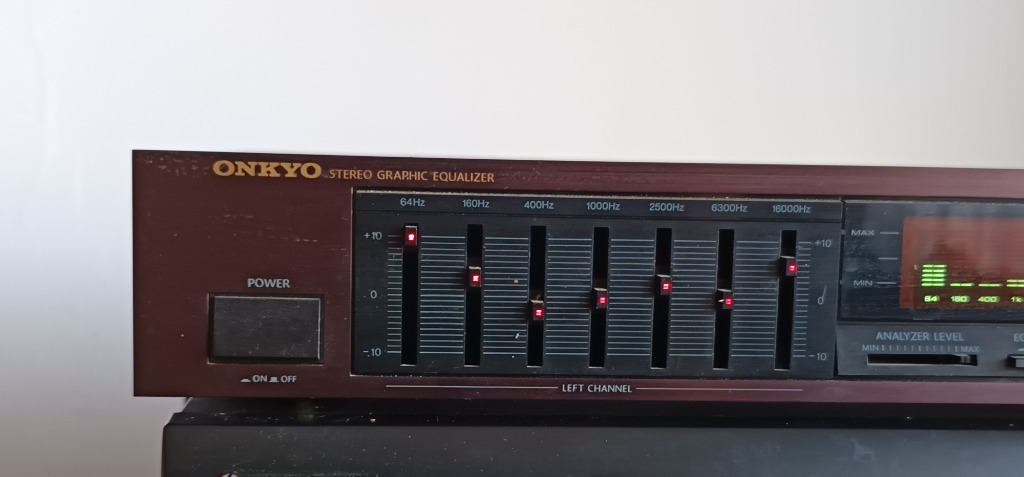 ONKYO STEREO GRAPHIC EQUALIZER
64Hz 160Hz 400Hz 1000Hz 2500Hz 6300Hz 16000Hz
+10 +10
MAX
POWER
MIN
0 0
64 160 400 1k
ANALYZER LEVEL
MIN MAX
-10 -10
ON OFF
LEFT CHANNEL